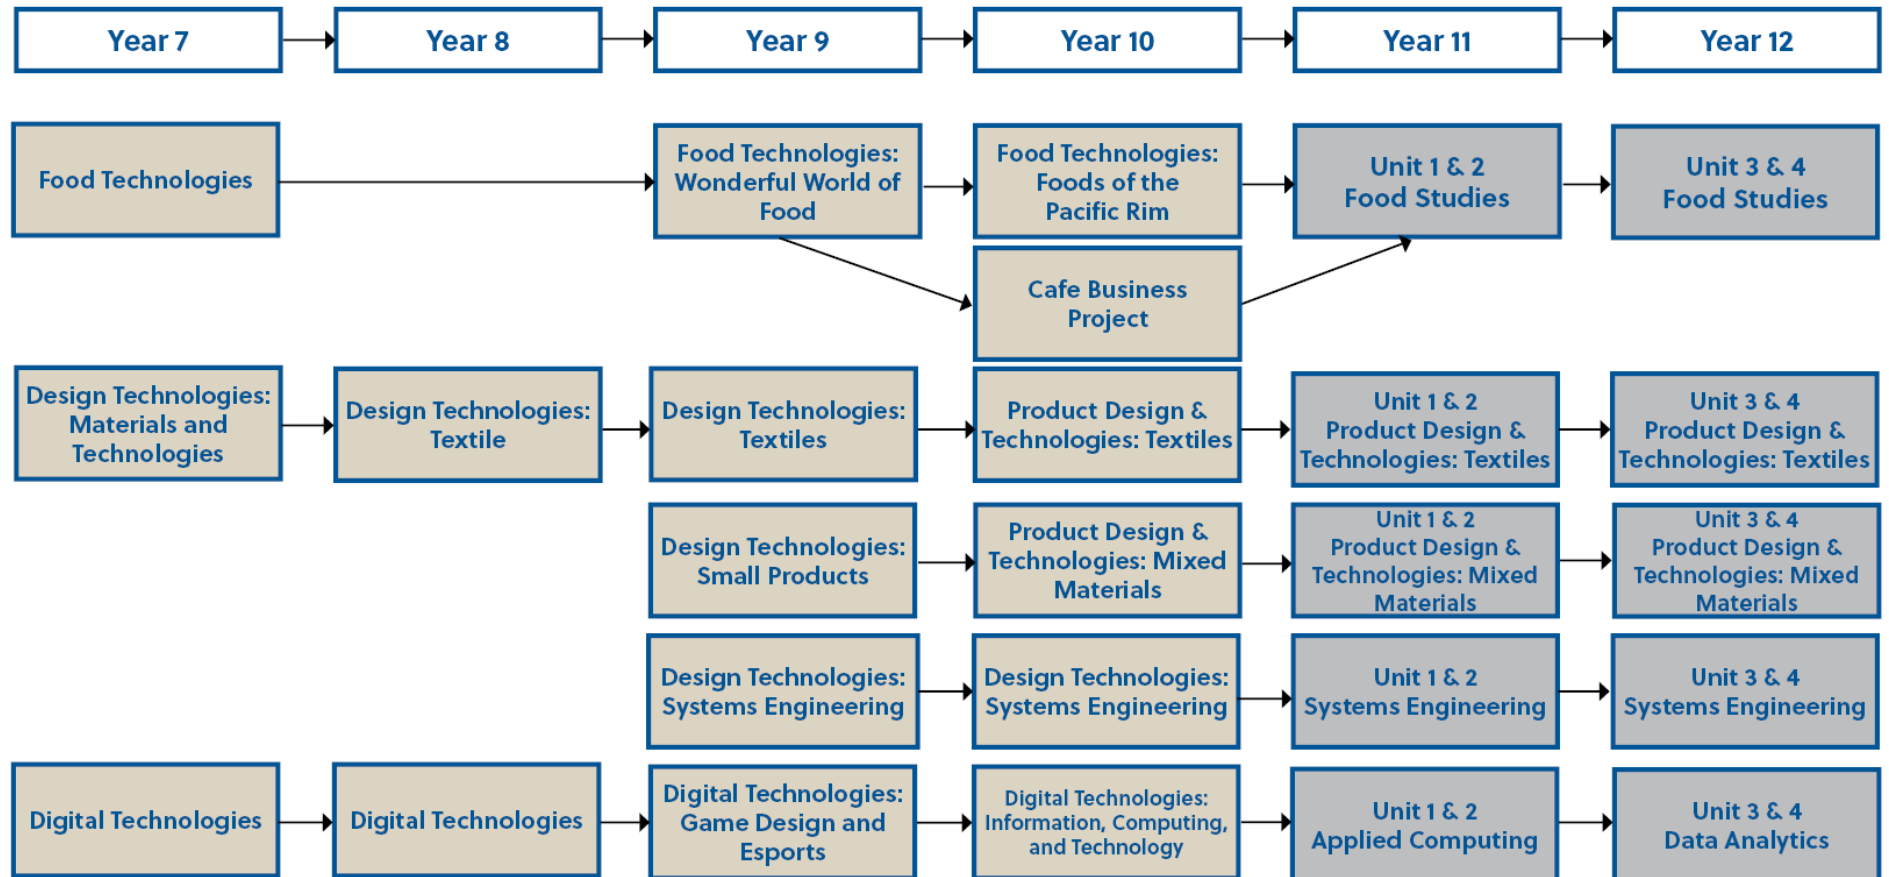 Year 7
Year 8
Year 9
Year 10
Year 11
Year 12
Food Technologies
Food Technologies:
Wonderful World of
Food
Food Technologies:
Foods of the
Pacific Rim
Unit 1 & 2
Food Studies
Unit 3 & 4
Food Studies
Cafe Business
Project
Design Technologies:
Materials and
Technologies
Design Technologies:
Textile
Design Technologies:
Textiles
Product Design &
Technologies: Textiles
Unit 1 & 2
Product Design &
Technologies: Textiles
Unit 3 & 4
Product Design &
Technologies: Textiles
Design Technologies:
Small Products
Product Design &
Technologies: Mixed
Materials
Unit 1 & 2
Product Design &
Technologies: Mixed
Materials
Unit 3 & 4
Product Design &
Technologies: Mixed
Materials
Design Technologies:
Systems Engineering
Design Technologies:
Systems Engineering
Unit 1 & 2
Systems Engineering
Unit 3 & 4
Systems Engineering
Digital Technologies
Digital Technologies
Digital Technologies:
Game Design and
Esports
Digital Technologies:
Information, Computing,
and Technology
Unit 1 & 2
Applied Computing
Unit 3 & 4
Data Analytics